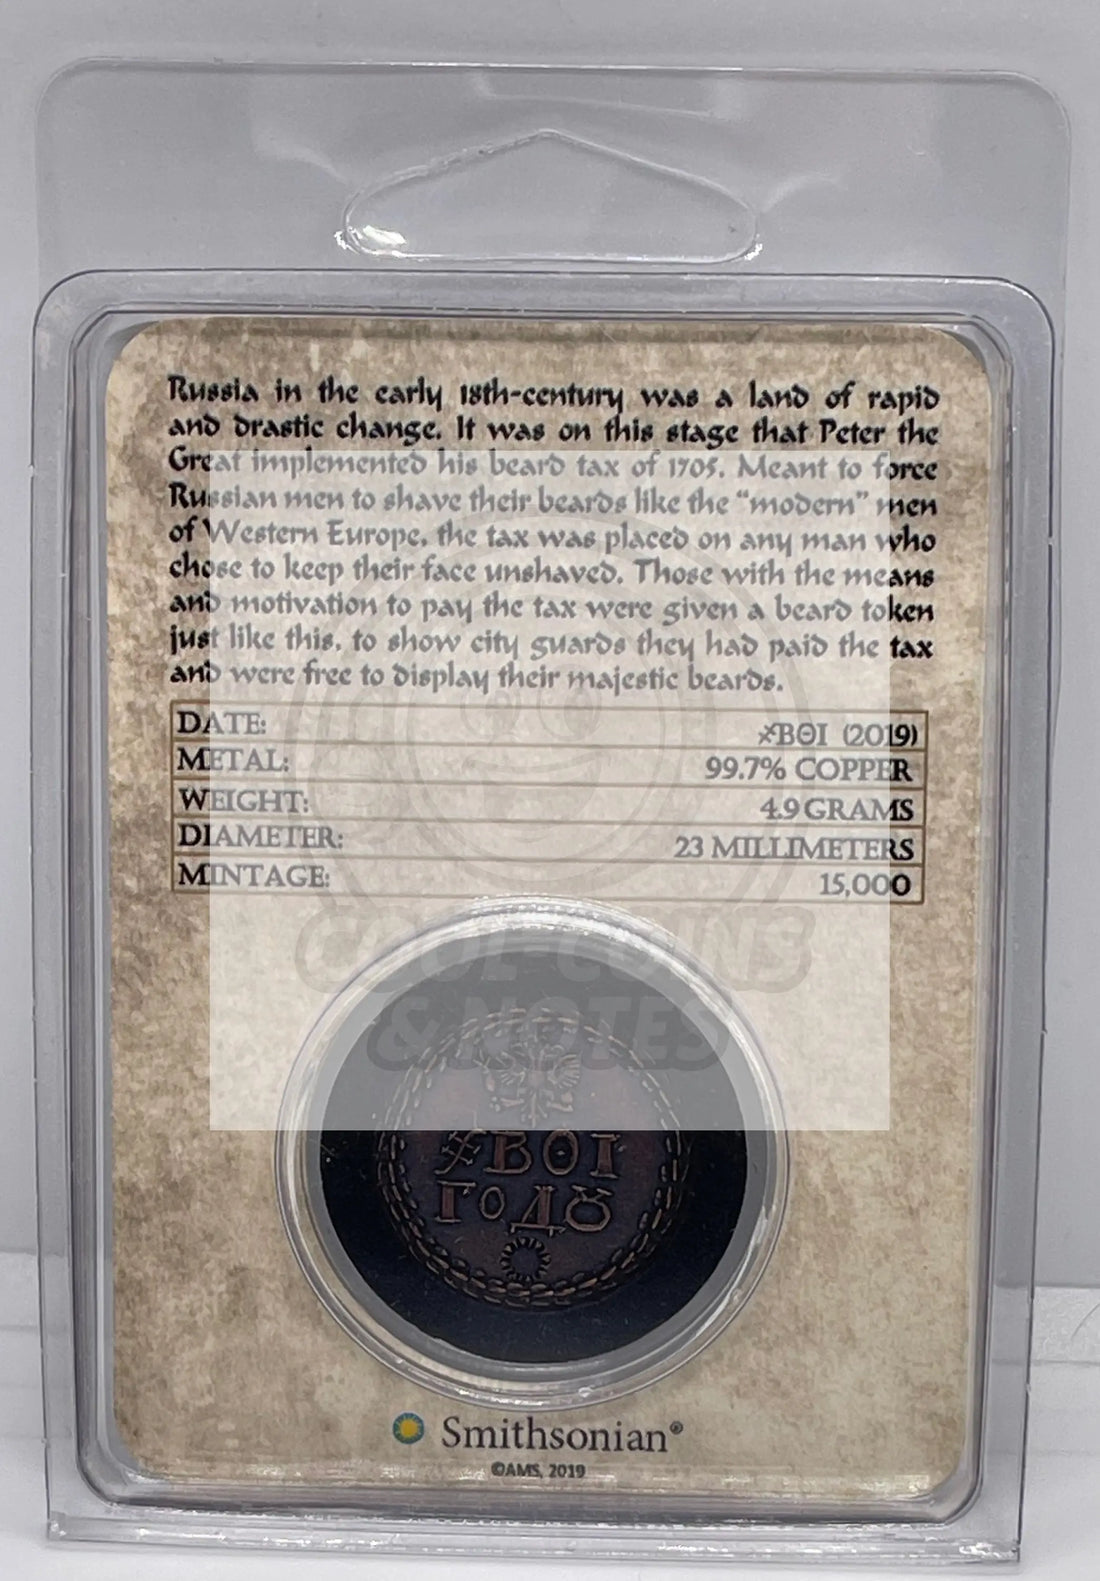 Russia in the early 18th-century was a land of rapid
and drastic change. It was on this stage that Peter the
Great implemented his beard tax of 1705. Meant to force
Russian men to shave their beards like the “modern” men
of Western Europe, the tax was placed on any man who
chose to keep their face unshaved. Those with the means
and motivation to pay the tax were given a beard token
just like this, to show city guards they had paid the tax
and were free to display their majestic beards.
DATE: ҂ВѲІ (2019)
METAL: 99.7% COPPER
WEIGHT: 4.9 GRAMS
DIAMETER: 23 MILLIMETERS
MINTAGE: 15,000
COOL COINS
& NOTES
҂ВѲІ
ГОДȢ
Smithsonian®
©AMS, 2019